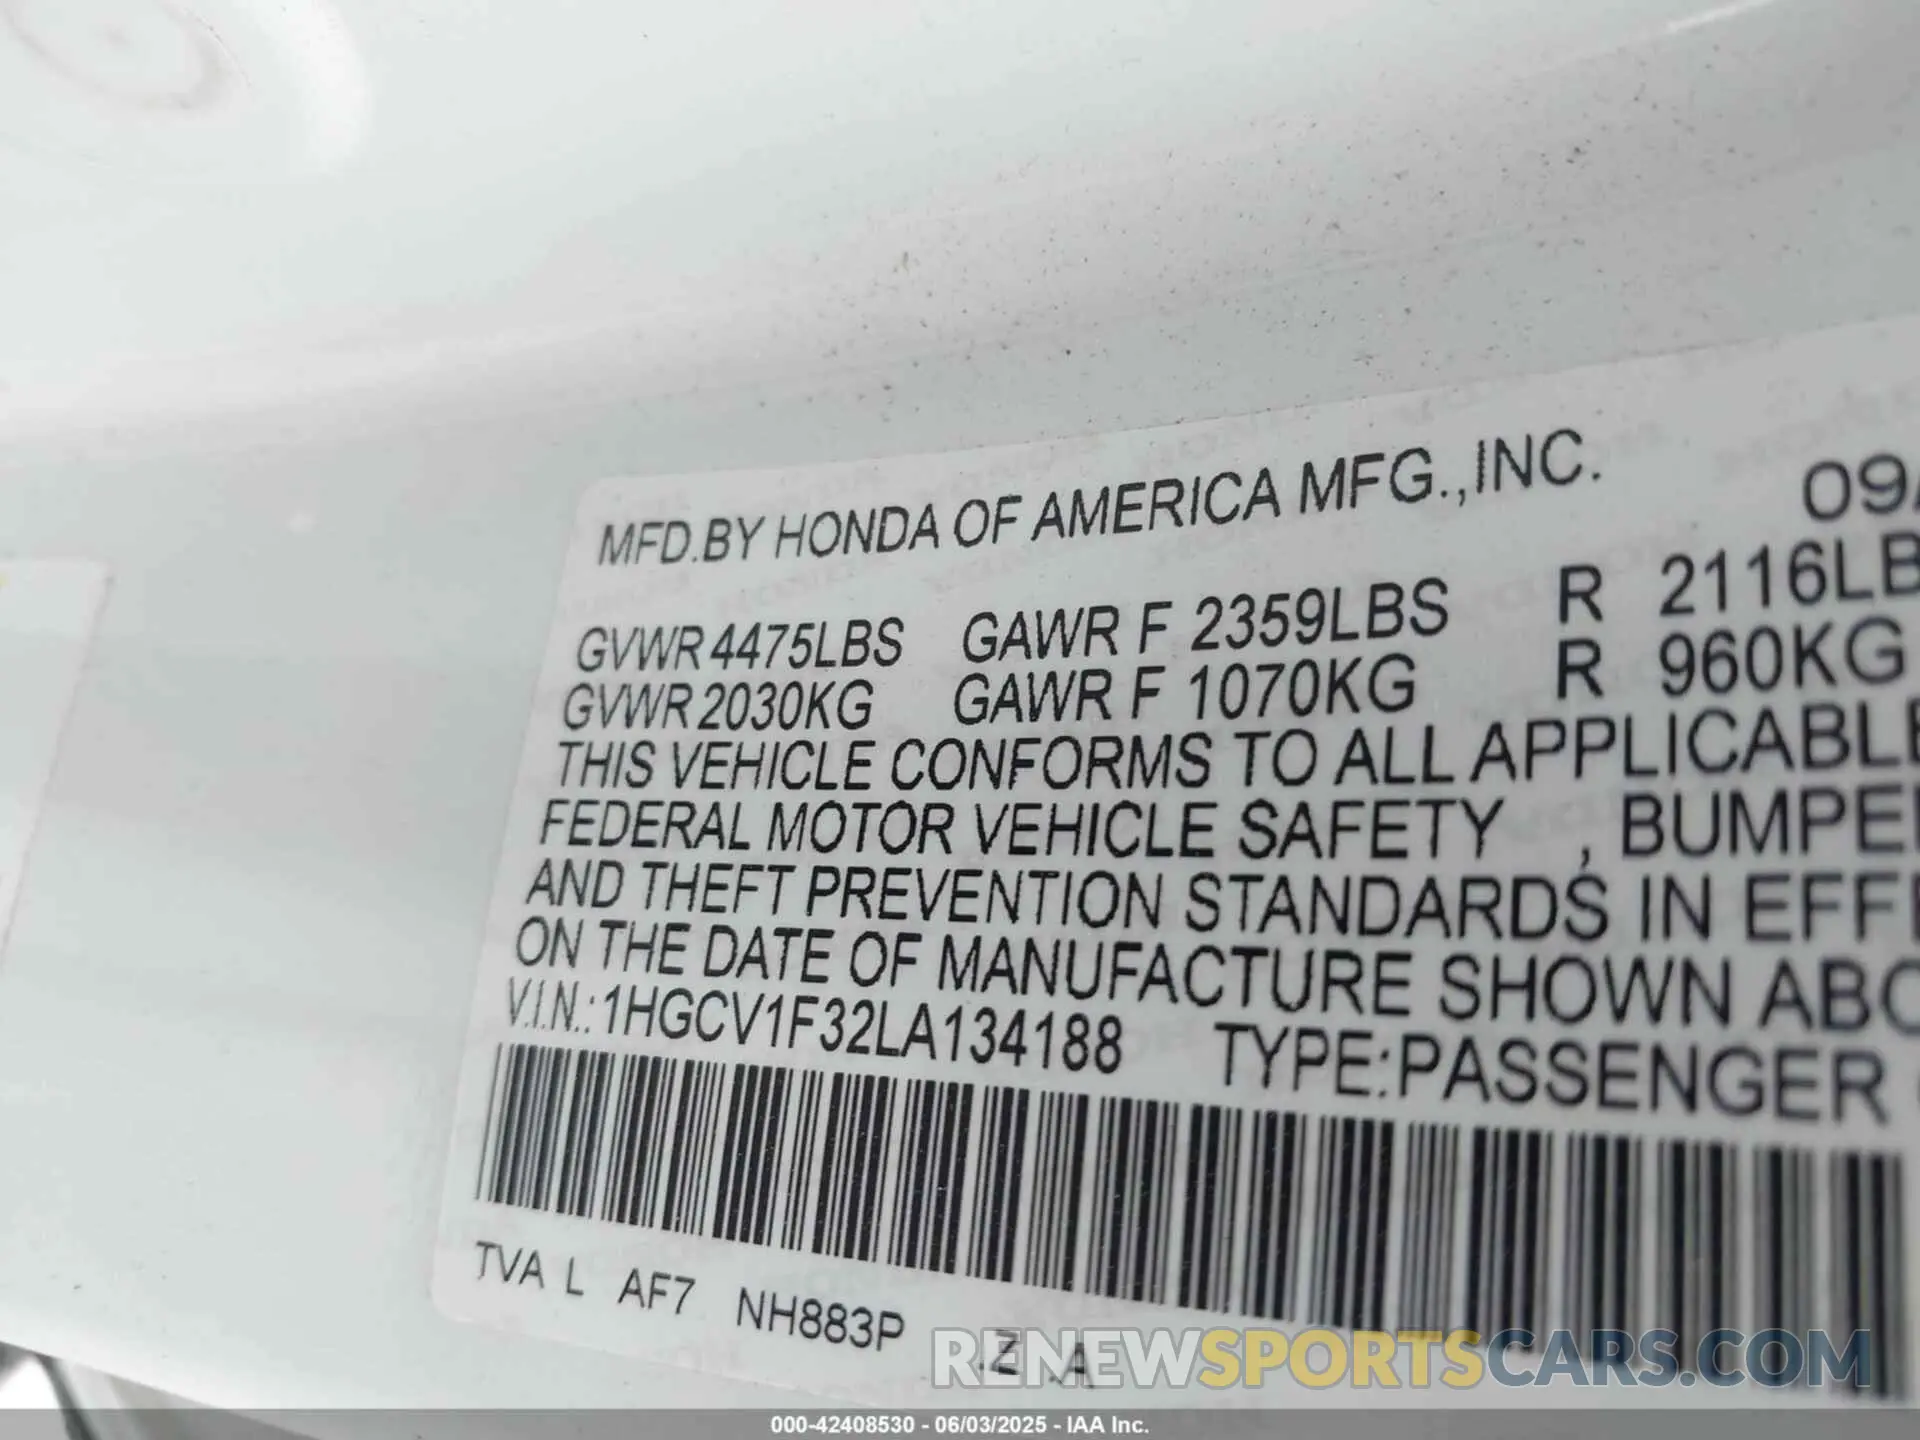 MFD.BY HONDA OF AMERICA MFG.,INC. 09
GVWR 4475LBS GAWR F 2359LBS R 2116LB
GVWR 2030KG GAWR F 1070KG R 960KG
THIS VEHICLE CONFORMS TO ALL APPLICABLE
FEDERAL MOTOR VEHICLE SAFETY , BUMPE
AND THEFT PREVENTION STANDARDS IN EFF
ON THE DATE OF MANUFACTURE SHOWN ABO
V.I.N.:1HGCV1F32LA134188 TYPE:PASSENGER
TVA L AF7 NH883P .Z .A
RENEWSPORTSCARS.COM
000-42408530 - 06/03/2025 - IAA Inc.